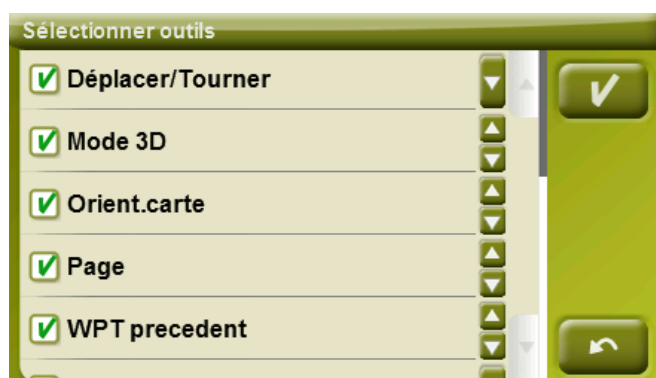 Sélectionner outils
Déplacer/Tourner
Mode 3D
Orient.carte
Page
WPT precedent